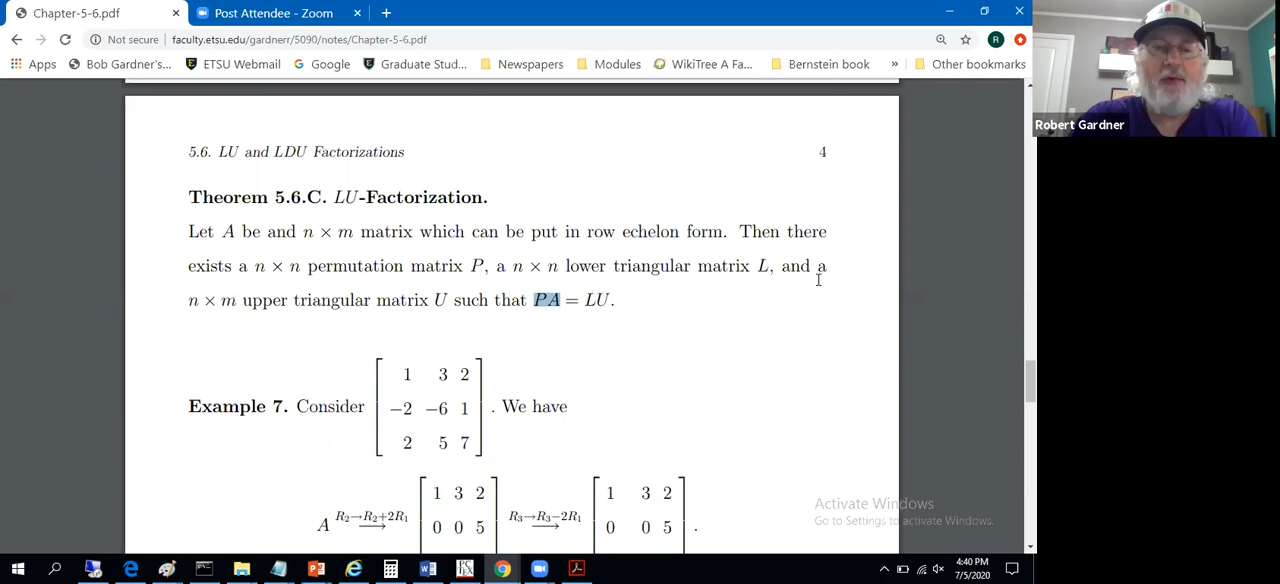 Chapter-5-6.pdf × Post Attendee - Zoom × +
Not secure | faculty.etsu.edu/gardnerr/5090/notes/Chapter-5-6.pdf R
Apps Bob Gardner's... ETSU Webmail Google Graduate Stud... Newspapers Modules WikiTree A Fa... Bernstein book » Other bookmarks
Robert Gardner
5.6. LU and LDU Factorizations 4
Theorem 5.6.C. LU-Factorization.
Let A be and n × m matrix which can be put in row echelon form. Then there
exists a n × n permutation matrix P, a n × n lower triangular matrix L, and a
n × m upper triangular matrix U such that PA = LU.
1 3 2
Example 7. Consider −2 −6 1 . We have
2 5 7
1 3 2 1 3 2
A R2→R2+2R1 0 0 5 R3→R3−2R1 0 0 5 .
Activate Windows
Go to Settings to activate Windows.
4:40 PM
7/5/2020